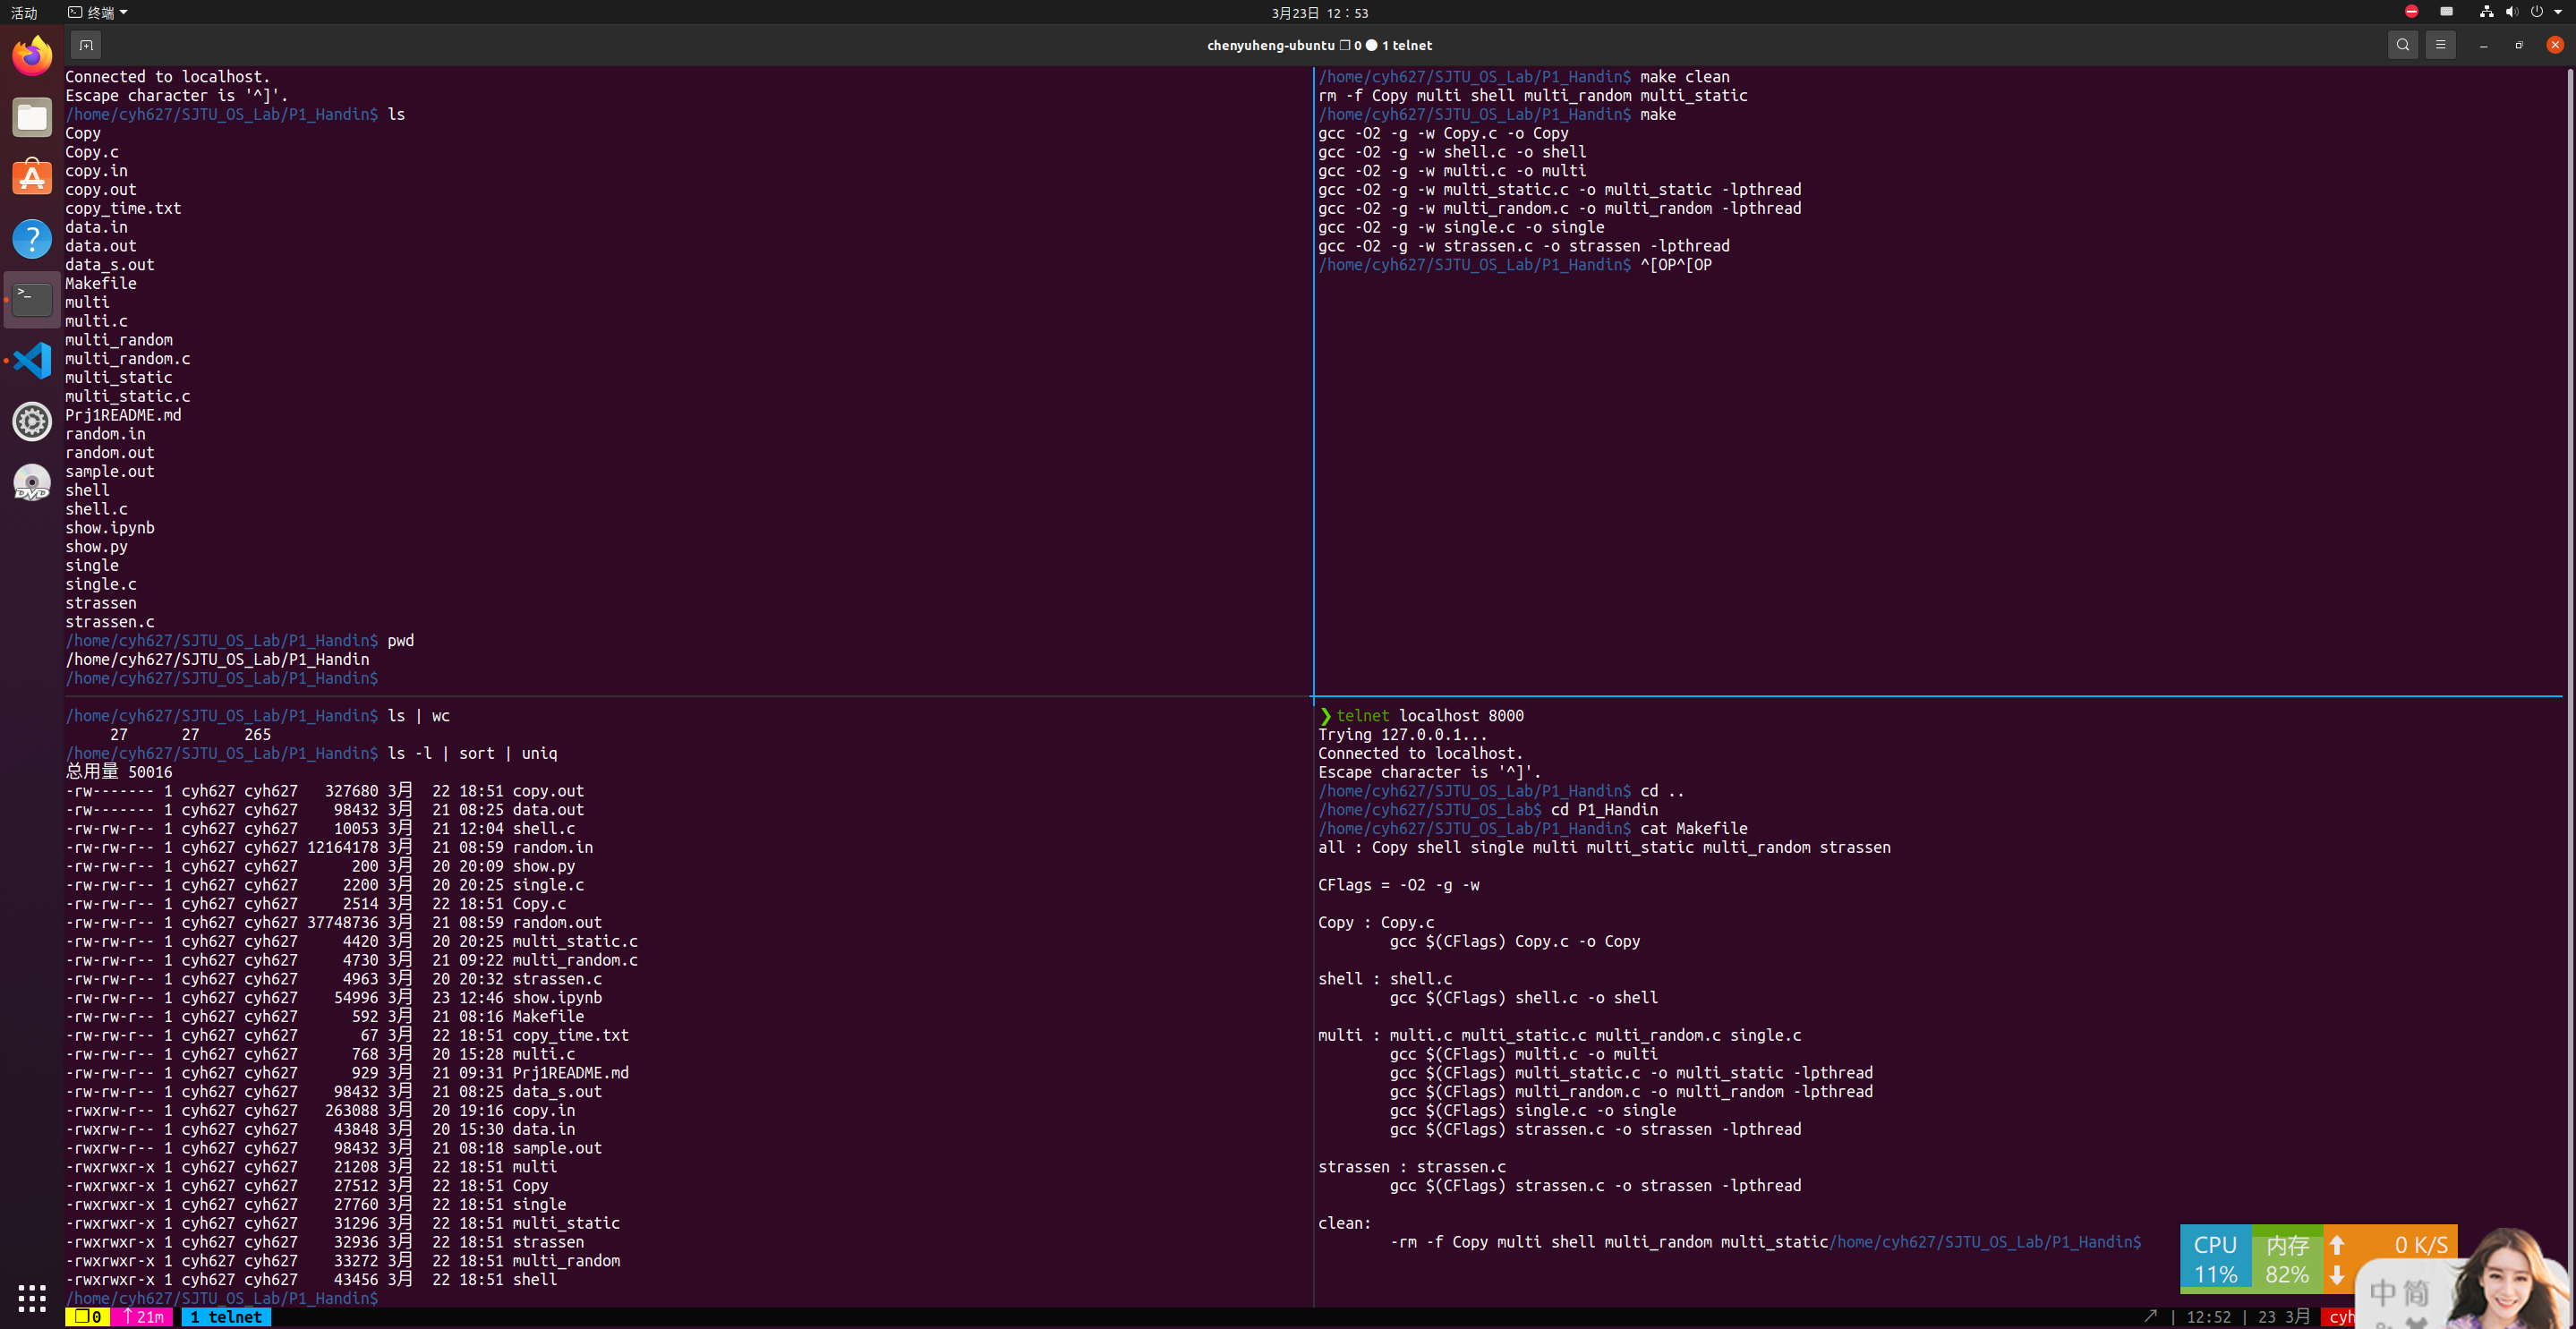 活动
终端
3月23日 12：53
chenyuheng-ubuntu ❐ 0 ● 1 telnet
Connected to localhost.
Escape character is '^]'.
/home/cyh627/SJTU_OS_Lab/P1_Handin$ ls
Copy
Copy.c
copy.in
copy.out
copy_time.txt
data.in
data.out
data_s.out
Makefile
multi
multi.c
multi_random
multi_random.c
multi_static
multi_static.c
Prj1README.md
random.in
random.out
sample.out
shell
shell.c
show.ipynb
show.py
single
single.c
strassen
strassen.c
/home/cyh627/SJTU_OS_Lab/P1_Handin$ pwd
/home/cyh627/SJTU_OS_Lab/P1_Handin
/home/cyh627/SJTU_OS_Lab/P1_Handin$
/home/cyh627/SJTU_OS_Lab/P1_Handin$ make clean
rm -f Copy multi shell multi_random multi_static
/home/cyh627/SJTU_OS_Lab/P1_Handin$ make
gcc -O2 -g -w Copy.c -o Copy
gcc -O2 -g -w shell.c -o shell
gcc -O2 -g -w multi.c -o multi
gcc -O2 -g -w multi_static.c -o multi_static -lpthread
gcc -O2 -g -w multi_random.c -o multi_random -lpthread
gcc -O2 -g -w single.c -o single
gcc -O2 -g -w strassen.c -o strassen -lpthread
/home/cyh627/SJTU_OS_Lab/P1_Handin$ ^[OP^[OP
/home/cyh627/SJTU_OS_Lab/P1_Handin$ ls | wc
27 27 265
/home/cyh627/SJTU_OS_Lab/P1_Handin$ ls -l | sort | uniq
总用量 50016
-rw------- 1 cyh627 cyh627 327680 3月 22 18:51 copy.out
-rw------- 1 cyh627 cyh627 98432 3月 21 08:25 data.out
-rw-rw-r-- 1 cyh627 cyh627 10053 3月 21 12:04 shell.c
-rw-rw-r-- 1 cyh627 cyh627 12164178 3月 21 08:59 random.in
-rw-rw-r-- 1 cyh627 cyh627 200 3月 20 20:09 show.py
-rw-rw-r-- 1 cyh627 cyh627 2200 3月 20 20:25 single.c
-rw-rw-r-- 1 cyh627 cyh627 2514 3月 22 18:51 Copy.c
-rw-rw-r-- 1 cyh627 cyh627 37748736 3月 21 08:59 random.out
-rw-rw-r-- 1 cyh627 cyh627 4420 3月 20 20:25 multi_static.c
-rw-rw-r-- 1 cyh627 cyh627 4730 3月 21 09:22 multi_random.c
-rw-rw-r-- 1 cyh627 cyh627 4963 3月 20 20:32 strassen.c
-rw-rw-r-- 1 cyh627 cyh627 54996 3月 23 12:46 show.ipynb
-rw-rw-r-- 1 cyh627 cyh627 592 3月 21 08:16 Makefile
-rw-rw-r-- 1 cyh627 cyh627 67 3月 22 18:51 copy_time.txt
-rw-rw-r-- 1 cyh627 cyh627 768 3月 20 15:28 multi.c
-rw-rw-r-- 1 cyh627 cyh627 929 3月 21 09:31 Prj1README.md
-rw-rw-r-- 1 cyh627 cyh627 98432 3月 21 08:25 data_s.out
-rwxrw-r-- 1 cyh627 cyh627 263088 3月 20 19:16 copy.in
-rwxrw-r-- 1 cyh627 cyh627 43848 3月 20 15:30 data.in
-rwxrw-r-- 1 cyh627 cyh627 98432 3月 21 08:18 sample.out
-rwxrwxr-x 1 cyh627 cyh627 21208 3月 22 18:51 multi
-rwxrwxr-x 1 cyh627 cyh627 27512 3月 22 18:51 Copy
-rwxrwxr-x 1 cyh627 cyh627 27760 3月 22 18:51 single
-rwxrwxr-x 1 cyh627 cyh627 31296 3月 22 18:51 multi_static
-rwxrwxr-x 1 cyh627 cyh627 32936 3月 22 18:51 strassen
-rwxrwxr-x 1 cyh627 cyh627 33272 3月 22 18:51 multi_random
-rwxrwxr-x 1 cyh627 cyh627 43456 3月 22 18:51 shell
/home/cyh627/SJTU_OS_Lab/P1_Handin$
❯ telnet localhost 8000
Trying 127.0.0.1...
Connected to localhost.
Escape character is '^]'.
/home/cyh627/SJTU_OS_Lab/P1_Handin$ cd ..
/home/cyh627/SJTU_OS_Lab$ cd P1_Handin
/home/cyh627/SJTU_OS_Lab/P1_Handin$ cat Makefile
all : Copy shell single multi multi_static multi_random strassen
CFlags = -O2 -g -w
Copy : Copy.c
gcc $(CFlags) Copy.c -o Copy
shell : shell.c
gcc $(CFlags) shell.c -o shell
multi : multi.c multi_static.c multi_random.c single.c
gcc $(CFlags) multi.c -o multi
gcc $(CFlags) multi_static.c -o multi_static -lpthread
gcc $(CFlags) multi_random.c -o multi_random -lpthread
gcc $(CFlags) single.c -o single
gcc $(CFlags) strassen.c -o strassen -lpthread
strassen : strassen.c
gcc $(CFlags) strassen.c -o strassen -lpthread
clean:
-rm -f Copy multi shell multi_random multi_static/home/cyh627/SJTU_OS_Lab/P1_Handin$
CPU 内存 0 K/S
11% 82%
中 简
❐ 0 ↑ 21m 1 telnet
↗ | 12:52 | 23 3月 cyh
DVD